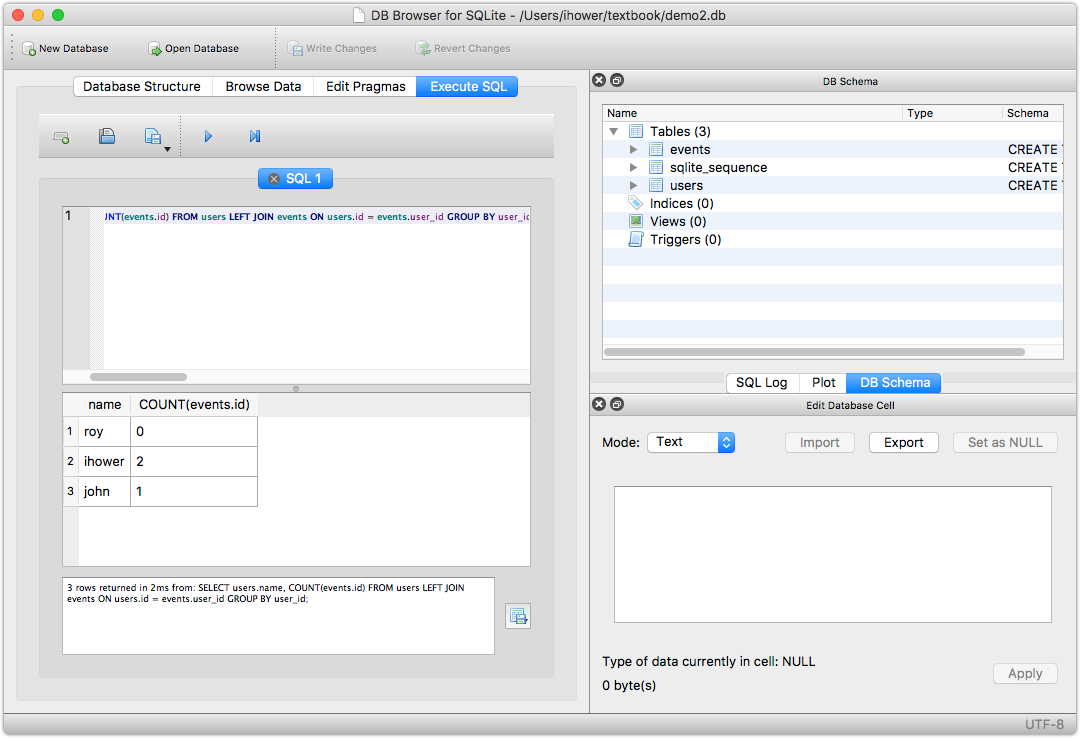 DB Browser for SQLite - /Users/ihower/textbook/demo2.db
New Database Open Database Write Changes Revert Changes
Database Structure Browse Data Edit Pragmas Execute SQL
SQL 1
1 JNT(events.id) FROM users LEFT JOIN events ON users.id = events.user_id GROUP BY user_id
name COUNT(events.id)
1 roy 0
2 ihower 2
3 john 1
3 rows returned in 2ms from: SELECT users.name, COUNT(events.id) FROM users LEFT JOIN
events ON users.id = events.user_id GROUP BY user_id;
DB Schema
Name Type Schema
Tables (3)
events CREATE T
sqlite_sequence CREATE T
users CREATE T
Indices (0)
Views (0)
Triggers (0)
SQL Log Plot DB Schema
Edit Database Cell
Mode: Text Import Export Set as NULL
Type of data currently in cell: NULL
0 byte(s)
Apply
UTF-8